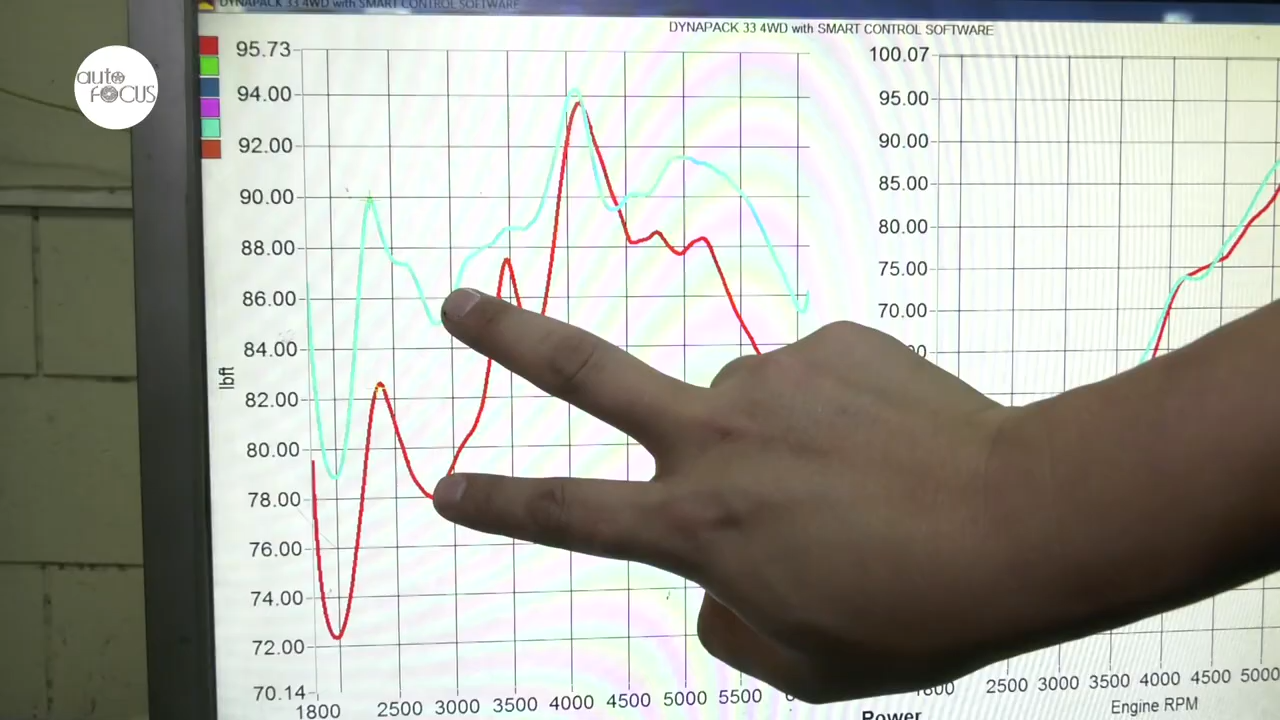 DYNAPACK 33 4WD with SMART CONTROL SOFTWARE
DYNAPACK 33 4WD with SMART CONTROL SOFTWARE
auto
FOCUS
95.73
94.00
92.00
90.00
88.00
86.00
84.00
82.00
80.00
78.00
76.00
74.00
72.00
70.14
lbft
1800 2500 3000 3500 4000 4500 5000 5500
100.07
95.00
90.00
85.00
80.00
75.00
70.00
1800 2500 3000 3500 4000 4500 5000
Power
Engine RPM